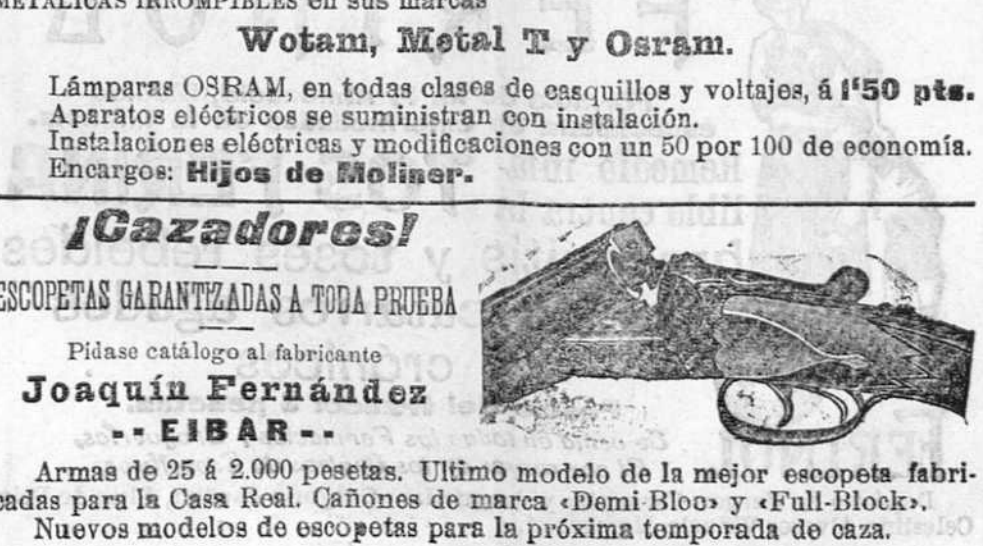 METALICAS IRROMPIBLES en sus marcas
Wotam, Metal T y Osram.
Lámparas OSRAM, en todas clases de casquillos y voltajes, á 1'50 pts.
Aparatos eléctricos se suministran con instalación.
Instalaciones eléctricas y modificaciones con un 50 por 100 de economía.
Encargos: Hijos de Moliner.
¡Cazadores!
ESCOPETAS GARANTIZADAS A TODA PRUEBA
Pidase catálogo al fabricante
Joaquín Fernández
-- EIBAR --
Armas de 25 á 2.000 pesetas. Ultimo modelo de la mejor escopeta fabri-
cadas para la Casa Real. Cañones de marca «Demi-Bloc» y «Full-Block».
Nuevos modelos de escopetas para la próxima temporada de caza.